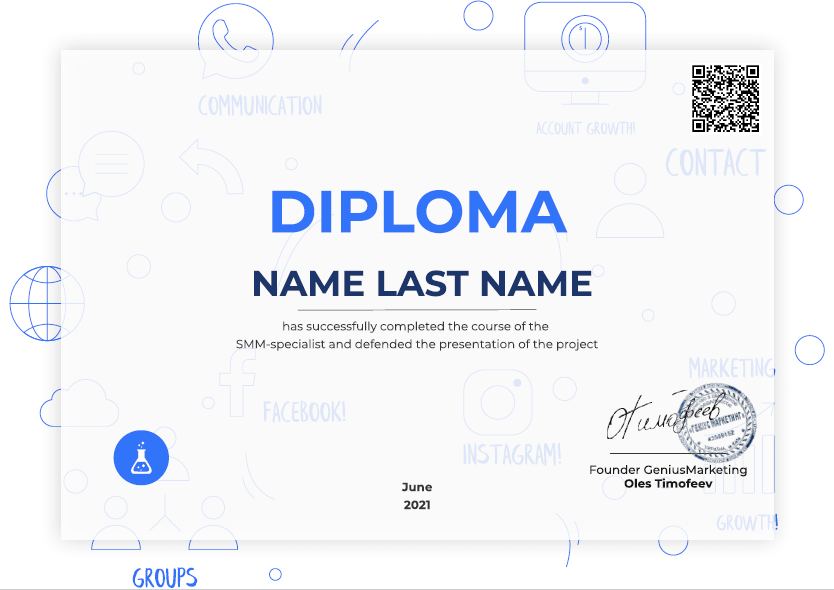 COMMUNICATION
ACCOUNT GROWTH!
CONTACT
DIPLOMA
NAME LAST NAME
has successfully completed the course of the
SMM-specialist and defended the presentation of the project
MARKETING
FACEBOOK!
INSTAGRAM!
Founder GeniusMarketing
Oles Timofeev
June
2021
GROWTH!
GROUPS